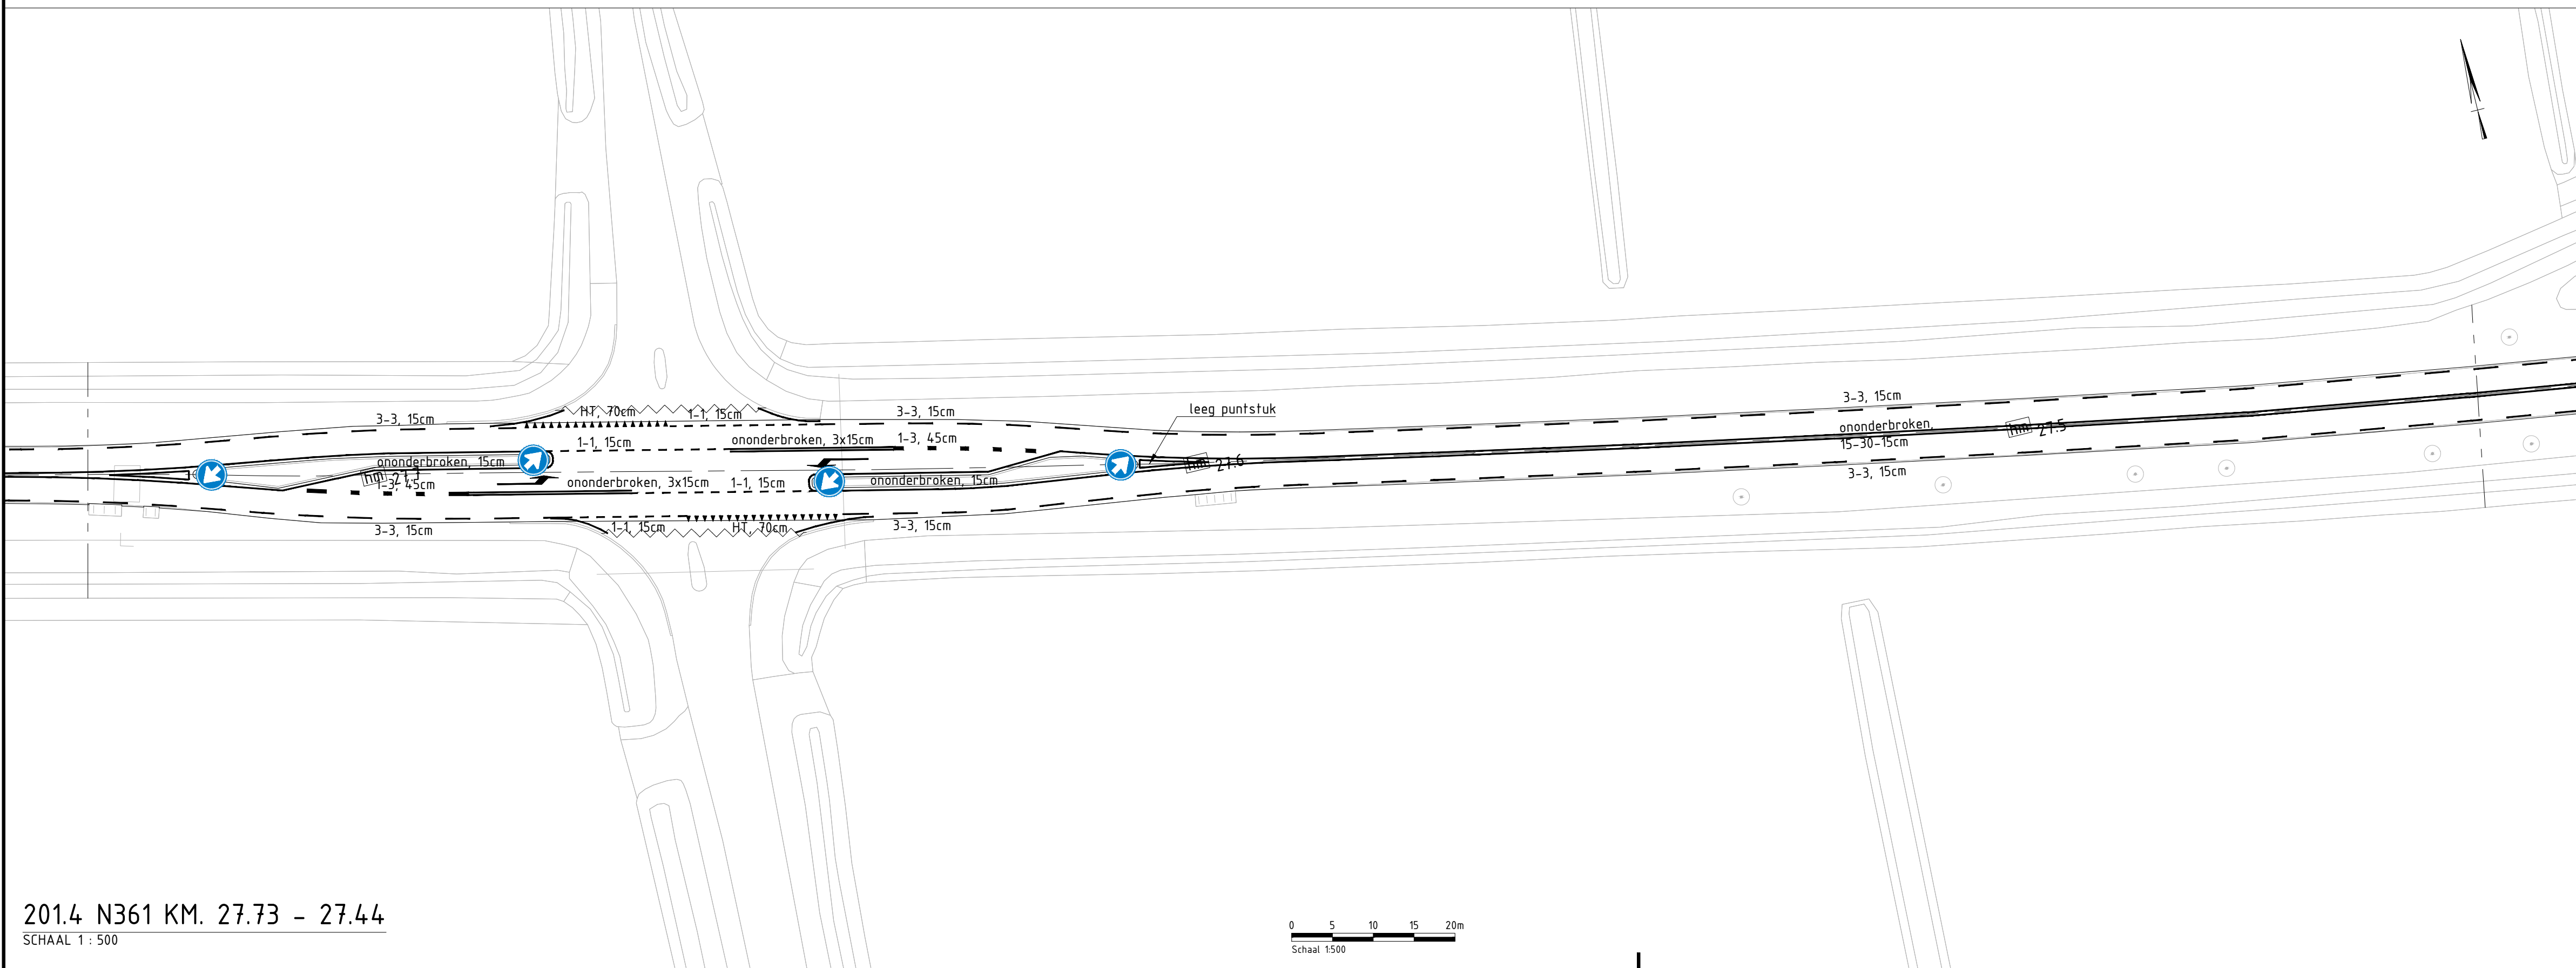 HT, 70cm
1-1, 15cm
3-3, 15cm
3-3, 15cm
leeg puntstuk
3-3, 15cm
1-1, 15cm
ononderbroken, 3x15cm
1-3, 45cm
ononderbroken,
15-30-15cm
hm 27.5
ononderbroken, 15cm
hm 27.6
hm
1-3, 45cm
ononderbroken, 3x15cm
1-1, 15cm
ononderbroken, 15cm
3-3, 15cm
3-3, 15cm
1-1, 15cm
HT, 70cm
3-3, 15cm
201.4 N361 KM. 27.73 - 27.44
SCHAAL 1 : 500
0 5 10 15 20m
Schaal 1:500